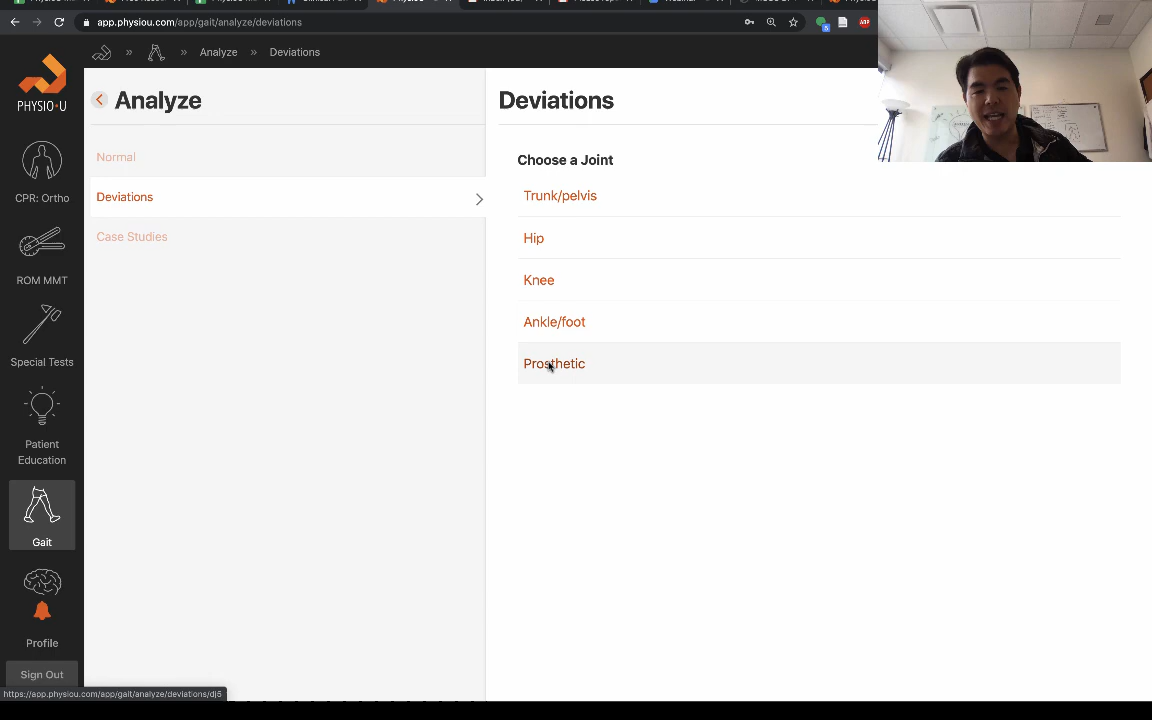 app.physiou.com/app/gait/analyze/deviations
ABP
6
» » Analyze » Deviations
PHYSIO•U
CPR: Ortho
ROM MMT
Special Tests
Patient
Education
Gait
Profile
Sign Out
Analyze
Normal
Deviations
Case Studies
Deviations
Choose a Joint
Trunk/pelvis
Hip
Knee
Ankle/foot
Prosthetic
https://app.physiou.com/app/gait/analyze/deviations/dj5